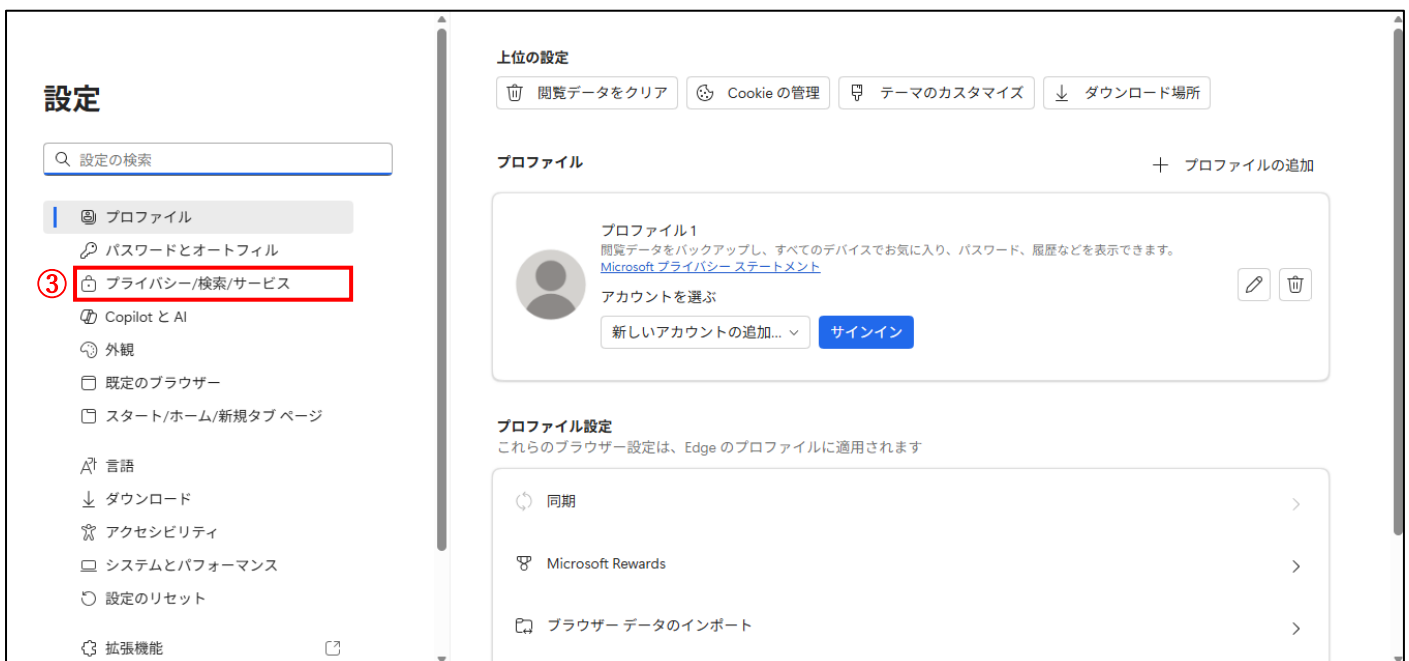 設定
設定の検索
プロファイル
パスワードとオートフィル
③
プライバシー/検索/サービス
Copilot と AI
外観
既定のブラウザー
スタート/ホーム/新規タブ ページ
言語
ダウンロード
アクセシビリティ
システムとパフォーマンス
設定のリセット
拡張機能
上位の設定
閲覧データをクリア
Cookie の管理
テーマのカスタマイズ
ダウンロード場所
プロファイル
プロファイルの追加
プロファイル 1
閲覧データをバックアップし、すべてのデバイスでお気に入り、パスワード、履歴などを表示できます。
Microsoft プライバシー ステートメント
アカウントを選ぶ
新しいアカウントの追加...
サインイン
プロファイル設定
これらのブラウザー設定は、Edge のプロファイルに適用されます
同期
Microsoft Rewards
ブラウザー データのインポート